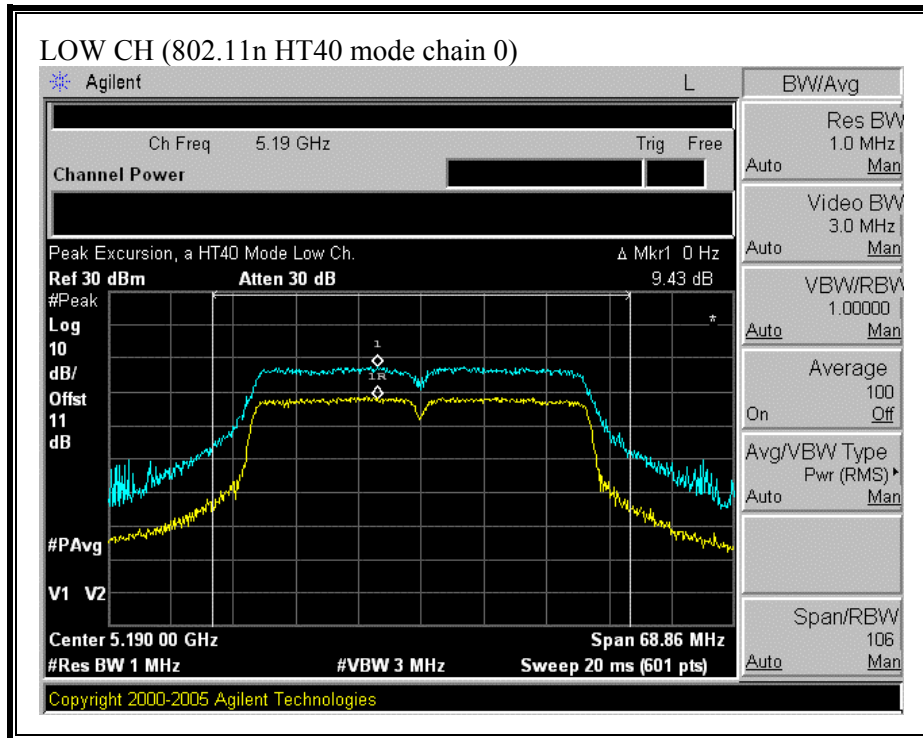 LOW CH (802.11n HT40 mode chain 0)
Agilent L
BW/Avg
Ch Freq 5.19 GHz Trig Free
Channel Power
Peak Excursion, a HT40 Mode Low Ch.
Δ Mkr1 0 Hz
Ref 30 dBm Atten 30 dB 9.43 dB
#Peak
Log
10
dB/
Offst
11
dB
1
1R
*
#PAvg
V1 V2
Center 5.190 00 GHz Span 68.86 MHz
#Res BW 1 MHz #VBW 3 MHz Sweep 20 ms (601 pts)
Copyright 2000-2005 Agilent Technologies
Res BW
1.0 MHz
Auto Man
Video BW
3.0 MHz
Auto Man
VBW/RBW
1.00000
Auto Man
Average
100
On Off
Avg/VBW Type
Pwr (RMS)
Auto Man
Span/RBW
106
Auto Man